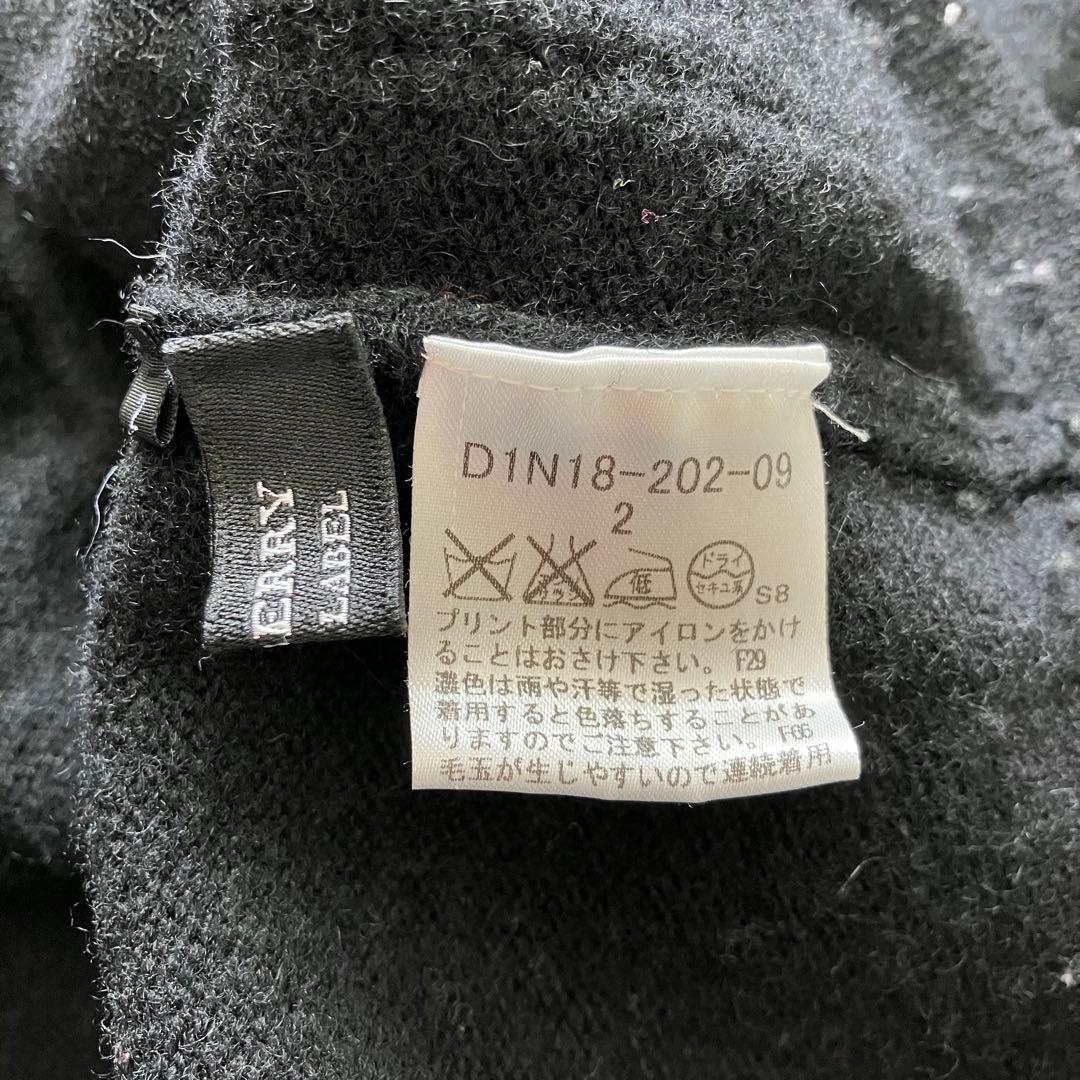 ERRY
LABEL
D1N18-202-09
2
低
ドライ
セキユ系
S8
プリント部分にアイロンをかけ
ることはおさけ下さい。 F29
濃色は雨や汗等で湿った状態で
着用すると色落ちすることがあ
りますのでご注意下さい。 F66
毛玉が生じやすいので連続着用